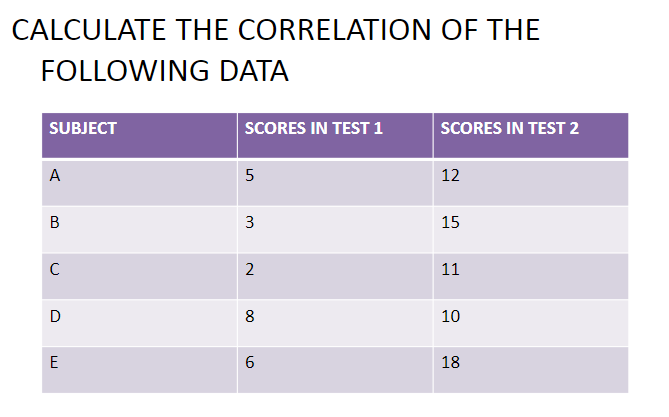 CALCULATE THE CORRELATION OF THE
FOLLOWING DATA
SUBJECT SCORES IN TEST 1 SCORES IN TEST 2
A 5 12
B 3 15
C 2 11
D 8 10
E 6 18